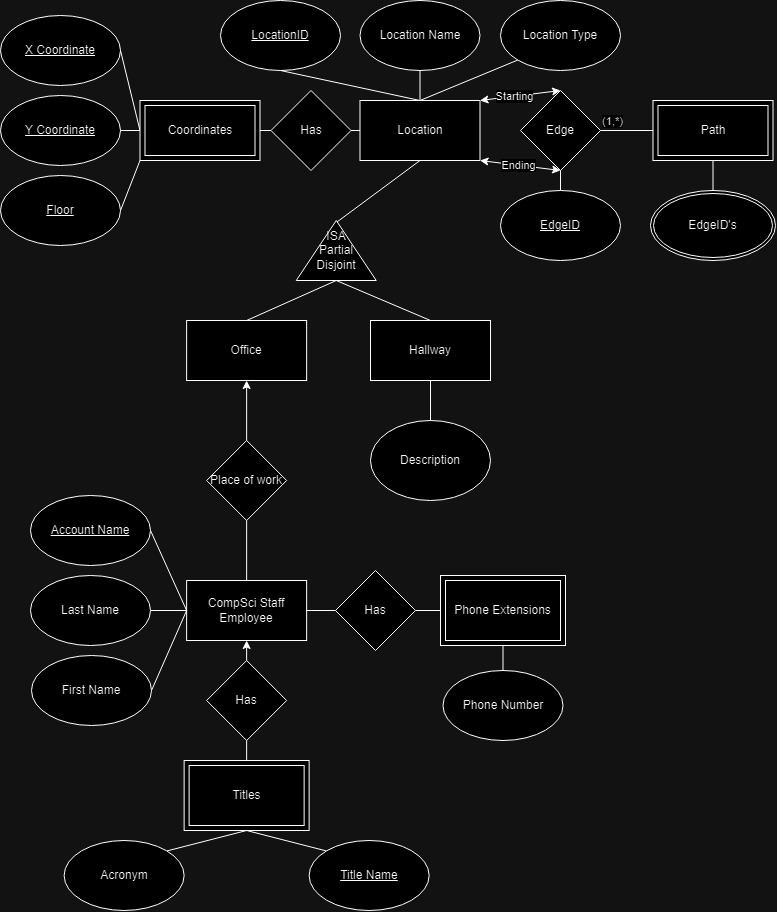 LocationID
Location Name
Location Type
X Coordinate
Starting
Y Coordinate
Coordinates
Has
Location
Edge
(1,*)
Path
Ending
Floor
EdgeID
EdgeID's
ISA
Partial
Disjoint
Office
Hallway
Description
Place of work
Account Name
CompSci Staff
Employee
Last Name
Has
Phone Extensions
First Name
Has
Phone Number
Titles
Acronym
Title Name